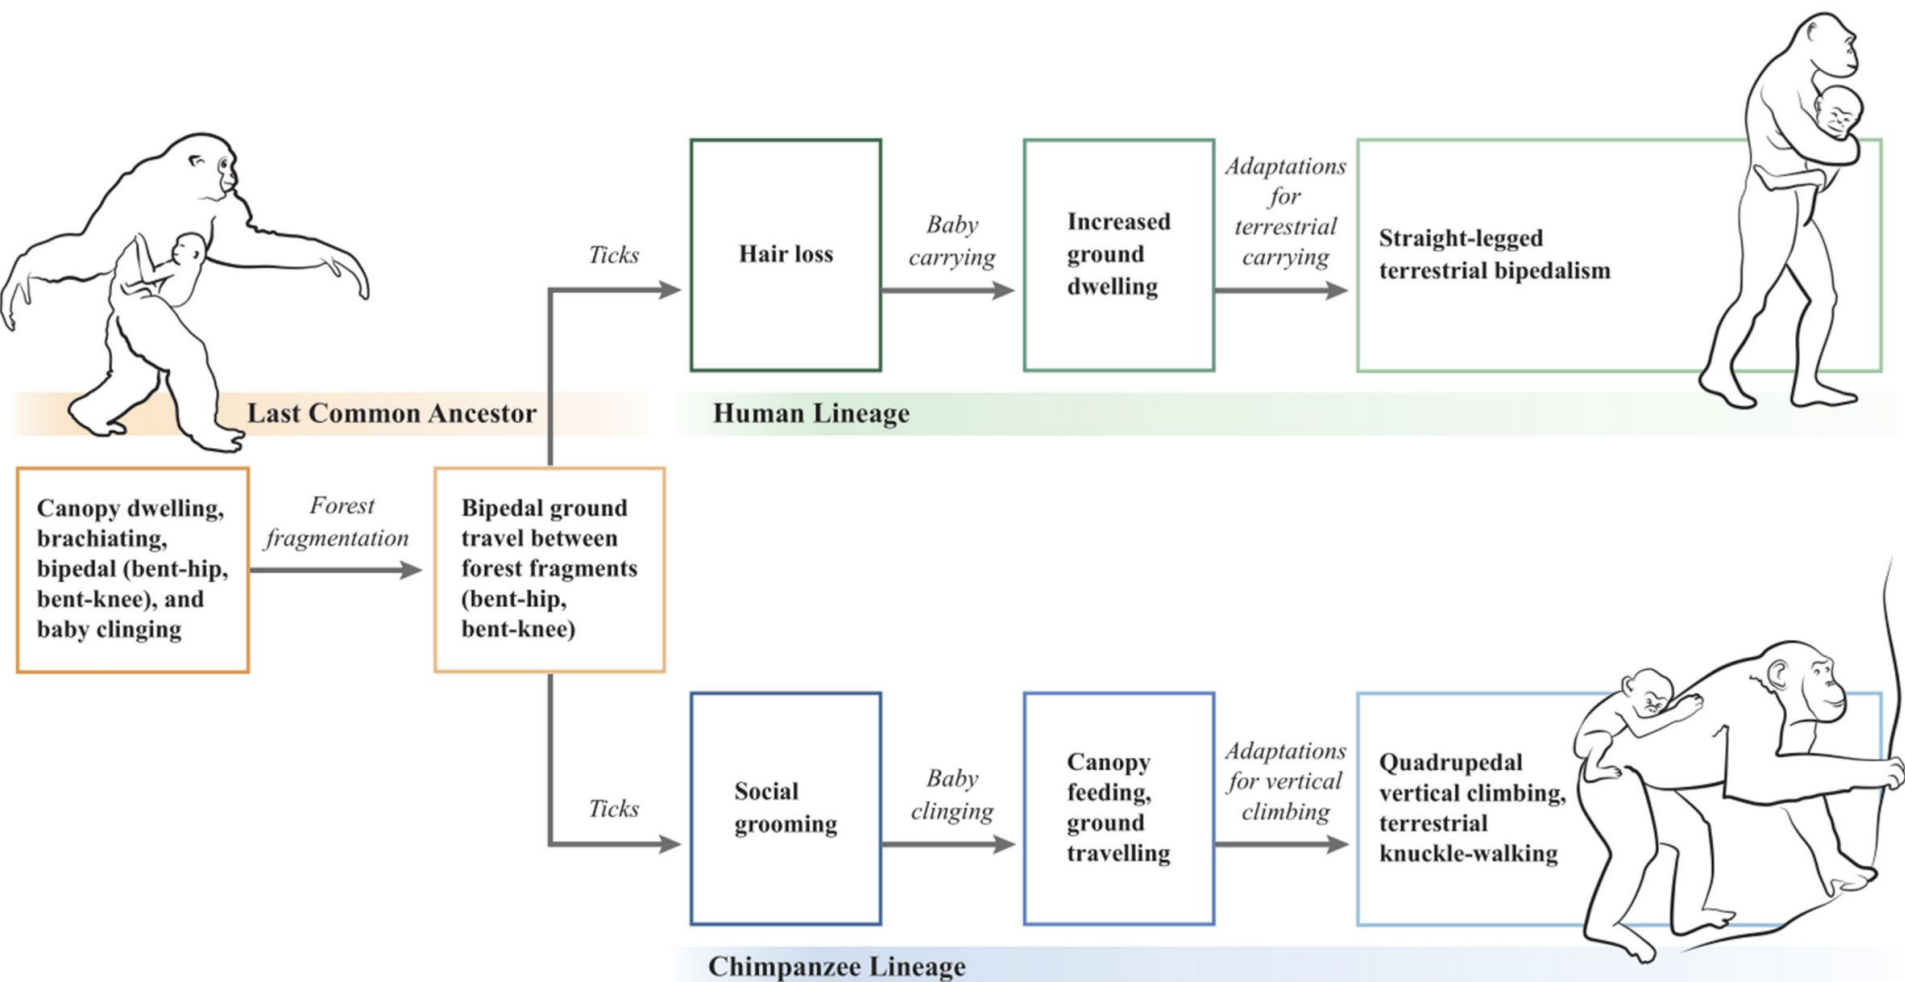 Last Common Ancestor
Canopy dwelling,
brachiating,
bipedal (bent-hip,
bent-knee), and
baby clinging
Forest
fragmentation
Bipedal ground
travel between
forest fragments
(bent-hip,
bent-knee)
Ticks
Hair loss
Baby
carrying
Increased
ground
dwelling
Adaptations
for
terrestrial
carrying
Straight-legged
terrestrial bipedalism
Human Lineage
Ticks
Social
grooming
Baby
clinging
Canopy
feeding,
ground
travelling
Adaptations
for vertical
climbing
Quadrupedal
vertical climbing,
terrestrial
knuckle-walking
Chimpanzee Lineage